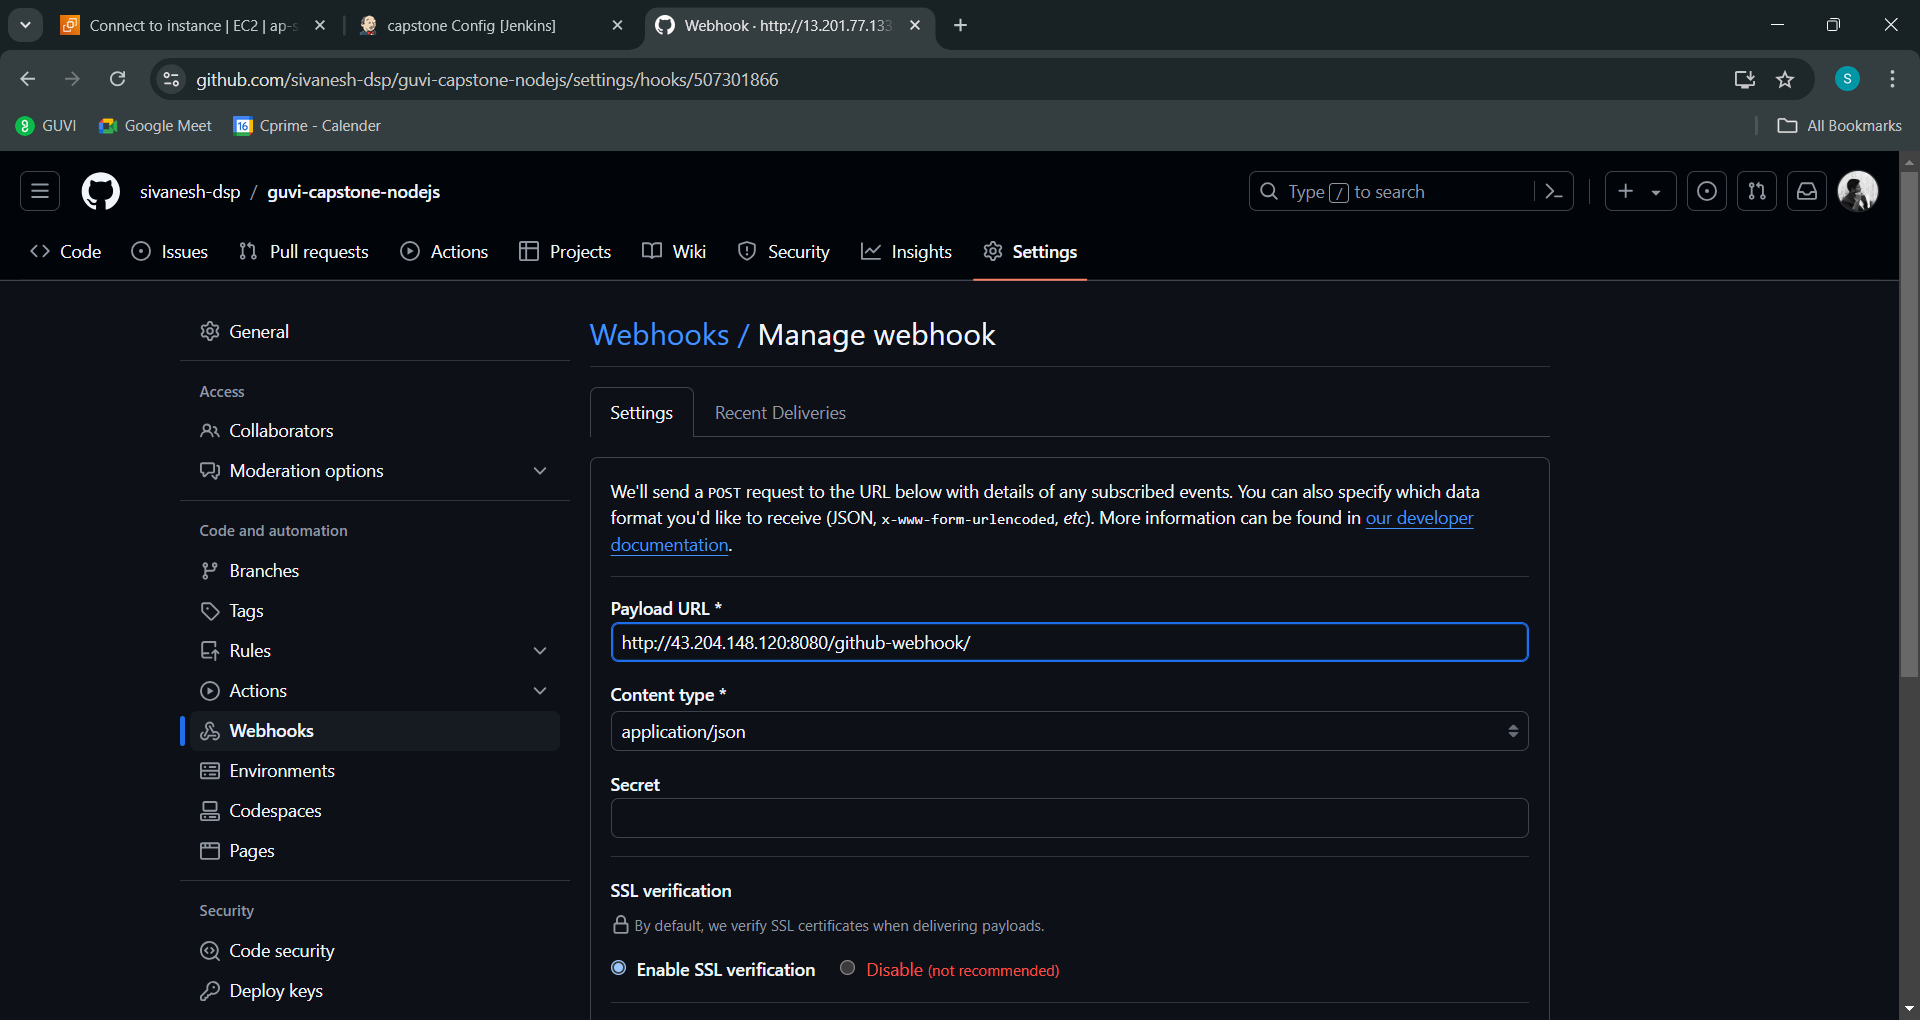 Connect to instance | EC2 | ap-s
capstone Config [Jenkins]
Webhook · http://13.201.77.133
github.com/sivanesh-dsp/guvi-capstone-nodejs/settings/hooks/507301866
S
GUVI
Google Meet
16
Cprime - Calender
All Bookmarks
sivanesh-dsp / guvi-capstone-nodejs
Type / to search
Code
Issues
Pull requests
Actions
Projects
Wiki
Security
Insights
Settings
General
Access
Collaborators
Moderation options
Code and automation
Branches
Tags
Rules
Actions
Webhooks
Environments
Codespaces
Pages
Security
Code security
Deploy keys
Webhooks / Manage webhook
Settings
Recent Deliveries
We'll send a POST request to the URL below with details of any subscribed events. You can also specify which data
format you'd like to receive (JSON, x-www-form-urlencoded, etc). More information can be found in our developer
documentation.
Payload URL *
http://43.204.148.120:8080/github-webhook/
Content type *
application/json
Secret
SSL verification
By default, we verify SSL certificates when delivering payloads.
Enable SSL verification
Disable (not recommended)